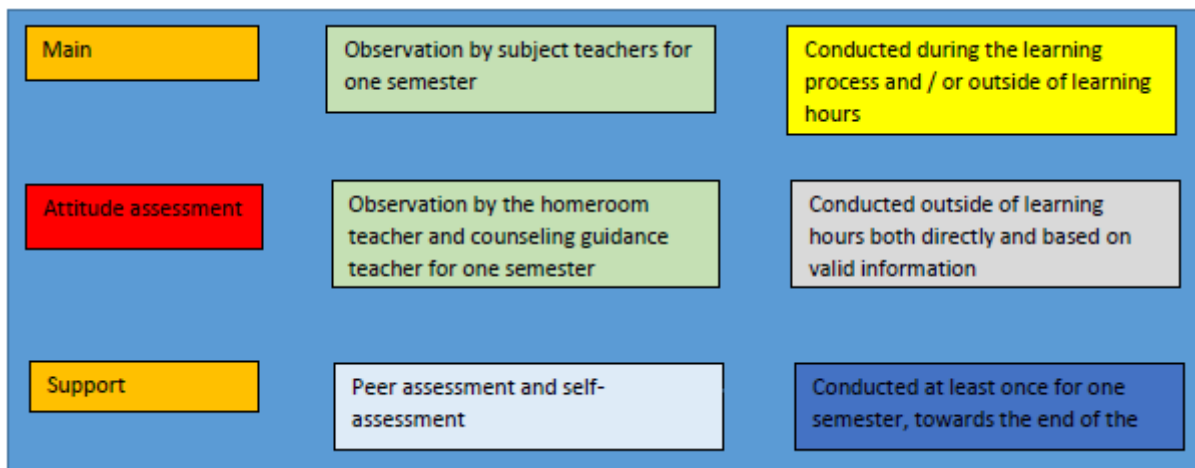 Main
Observation by subject teachers for
one semester
Conducted during the learning
process and / or outside of learning
hours
Attitude assessment
Observation by the homeroom
teacher and counseling guidance
teacher for one semester
Conducted outside of learning
hours both directly and based on
valid information
Support
Peer assessment and self-
assessment
Conducted at least once for one
semester, towards the end of the